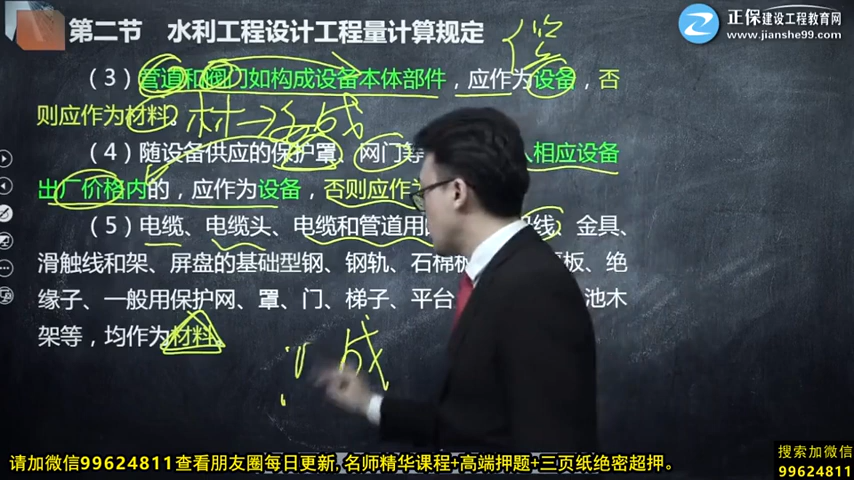 第二节 水利工程设计工程量计算规定
正保建设工程教育网
www.jianshe99.com
（3）管道和阀门如构成设备本体部件，应作为设备，否
则应作为材料。
（4）随设备供应的保护罩、网门等 入相应设备
出厂价格内的，应作为设备，否则应作
（5）电缆、电缆头、电缆和管道用 线、金具、
滑触线和架、屏盘的基础型钢、钢轨、石棉 板、绝
缘子、一般用保护网、罩、门、梯子、平台 池木
架等，均作为材料。
请加微信99624811查看朋友圈每日更新,名师精华课程+高端押题+三页纸绝密超押。
搜索加微信
99624811